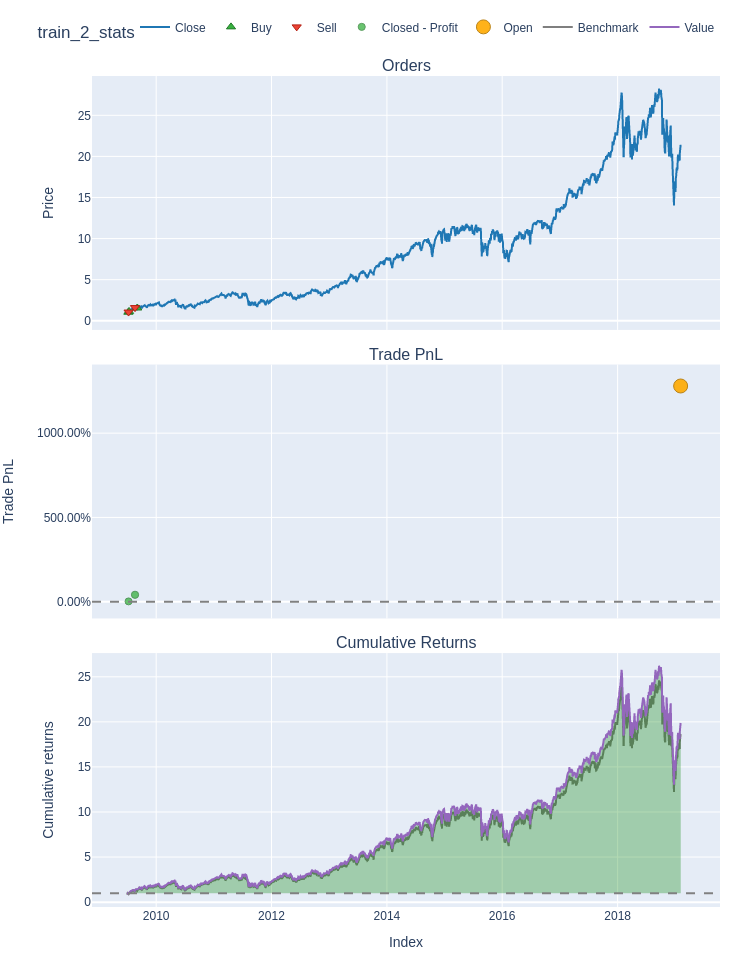 train_2_stats
Close Buy Sell Closed - Profit Open Benchmark Value
Orders
25
20
15
10
5
0
Price
Trade PnL
1000.00%
500.00%
0.00%
Trade PnL
Cumulative Returns
25
20
15
10
5
0
Cumulative returns
2010 2012 2014 2016 2018
Index